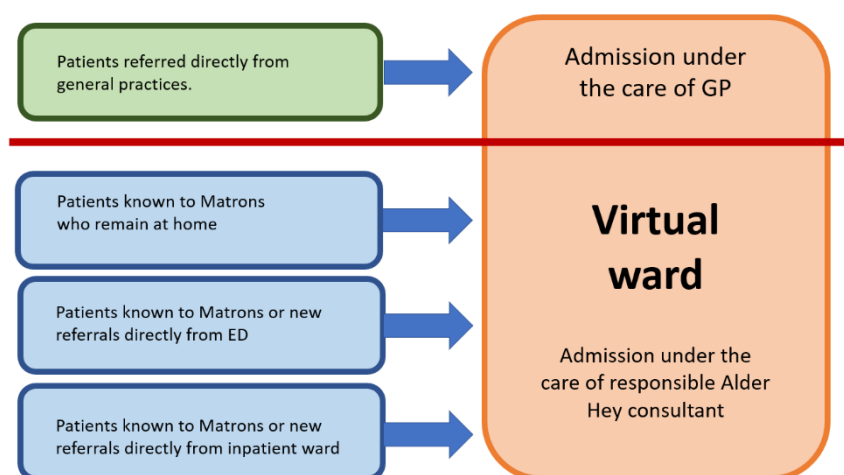 Patients referred directly from
general practices.
Admission under
the care of GP
Patients known to Matrons
who remain at home
Patients known to Matrons or new
referrals directly from ED
Patients known to Matrons or new
referrals directly from inpatient ward
Virtual
ward
Admission under the
care of responsible Alder
Hey consultant